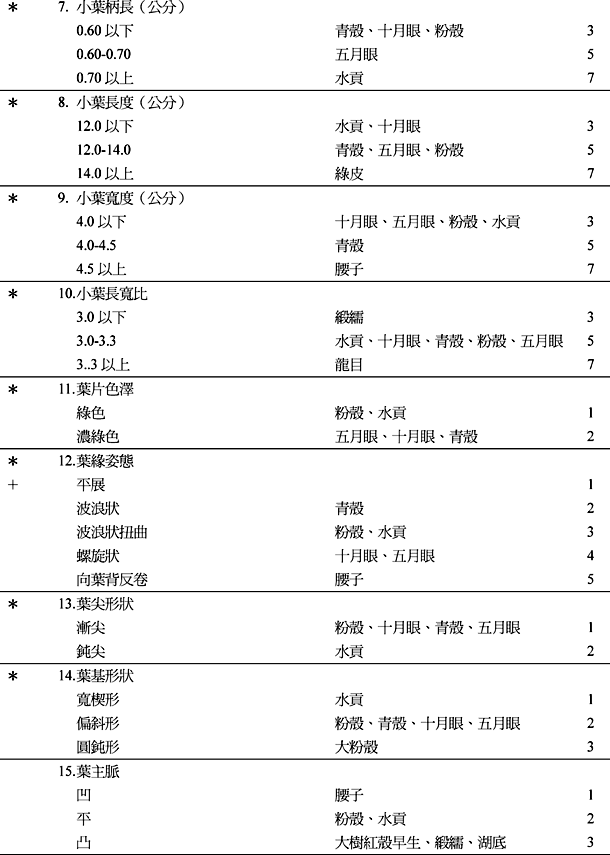 ＊ 7. 小葉柄長（公分）
0.60 以下 青殼、十月眼、粉殼 3
0.60-0.70 五月眼 5
0.70 以上 水貢 7
＊ 8. 小葉長度（公分）
12.0 以下 水貢、十月眼 3
12.0-14.0 青殼、五月眼、粉殼 5
14.0 以上 綠皮 7
＊ 9. 小葉寬度（公分）
4.0 以下 十月眼、五月眼、粉殼、水貢 3
4.0-4.5 青殼 5
4.5 以上 腰子 7
＊ 10.小葉長寬比
3.0 以下 緞繻 3
3.0-3.3 水貢、十月眼、青殼、粉殼、五月眼 5
3..3 以上 龍目 7
＊ 11.葉片色澤
綠色 粉殼、水貢 1
濃綠色 五月眼、十月眼、青殼 2
＊ 12.葉緣姿態
＋ 平展 1
波浪狀 青殼 2
波浪狀扭曲 粉殼、水貢 3
螺旋狀 十月眼、五月眼 4
向葉背反卷 腰子 5
＊ 13.葉尖形狀
漸尖 粉殼、十月眼、青殼、五月眼 1
鈍尖 水貢 2
＊ 14.葉基形狀
寬楔形 水貢 1
偏斜形 粉殼、青殼、十月眼、五月眼 2
圓鈍形 大粉殼 3
15.葉主脈
凹 腰子 1
平 粉殼、水貢 2
凸 大樹紅殼早生、緞繻、湖底 3